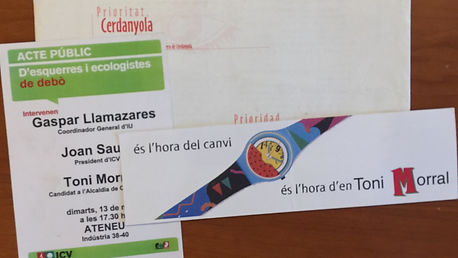 Prioritat
Cerdanyola
Prioridad
ACTE PÚBLIC
D'esquerres i ecologistes
de debò
Intervenen
Gaspar Llamazares
Coordinador General d'IU
Joan
President d'ICV
Toni
Candidat a l'Alcaldia de
dimarts, 13 de
a les 17.30
ATENEU
Indústria 38-40
ICV
és l'hora del canvi
és l'hora d'en Toni Morral